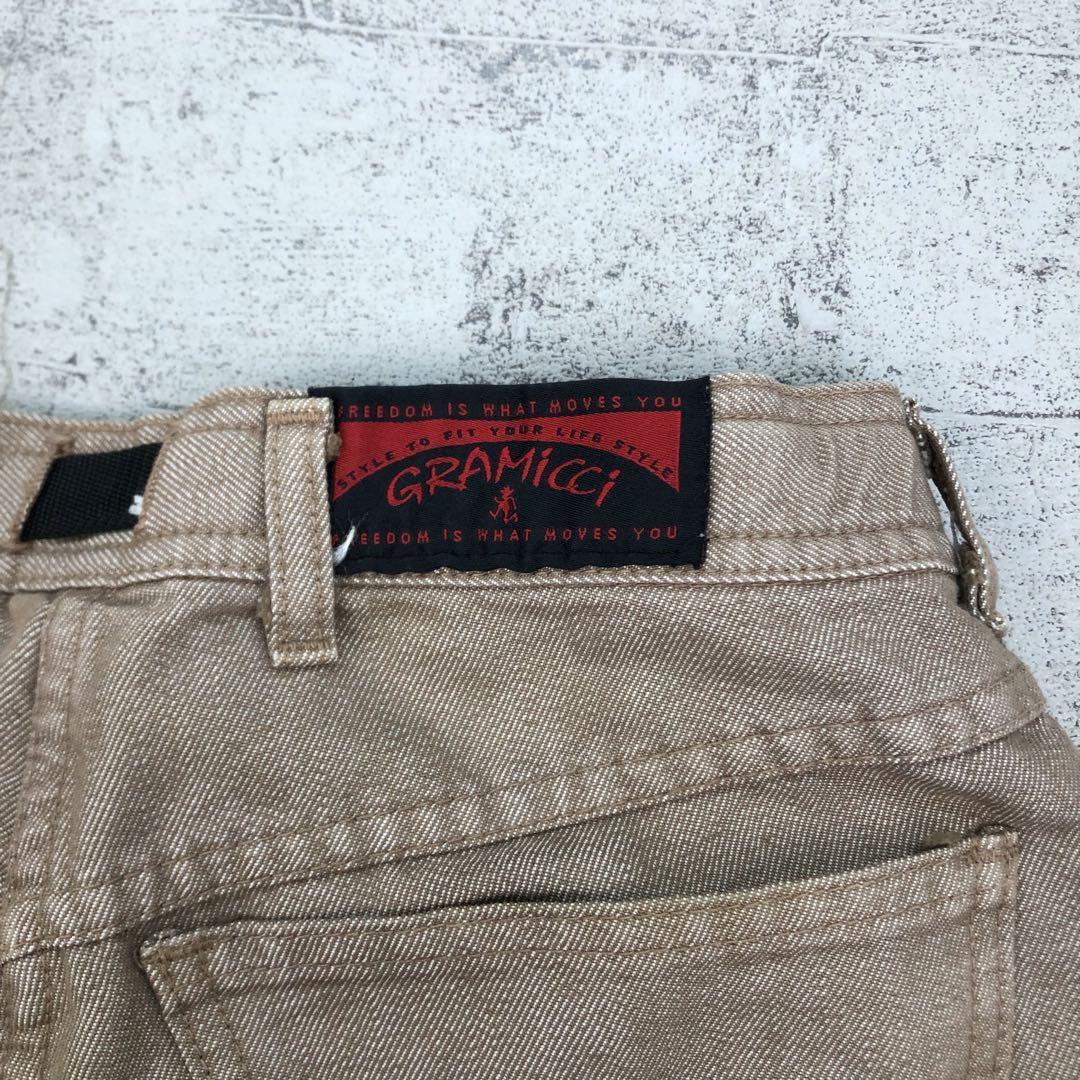 FREEDOM IS WHAT MOVES YOU
STYLE TO FIT YOUR LIFE STYLE
GRAMiCCi
FREEDOM IS WHAT MOVES YOU